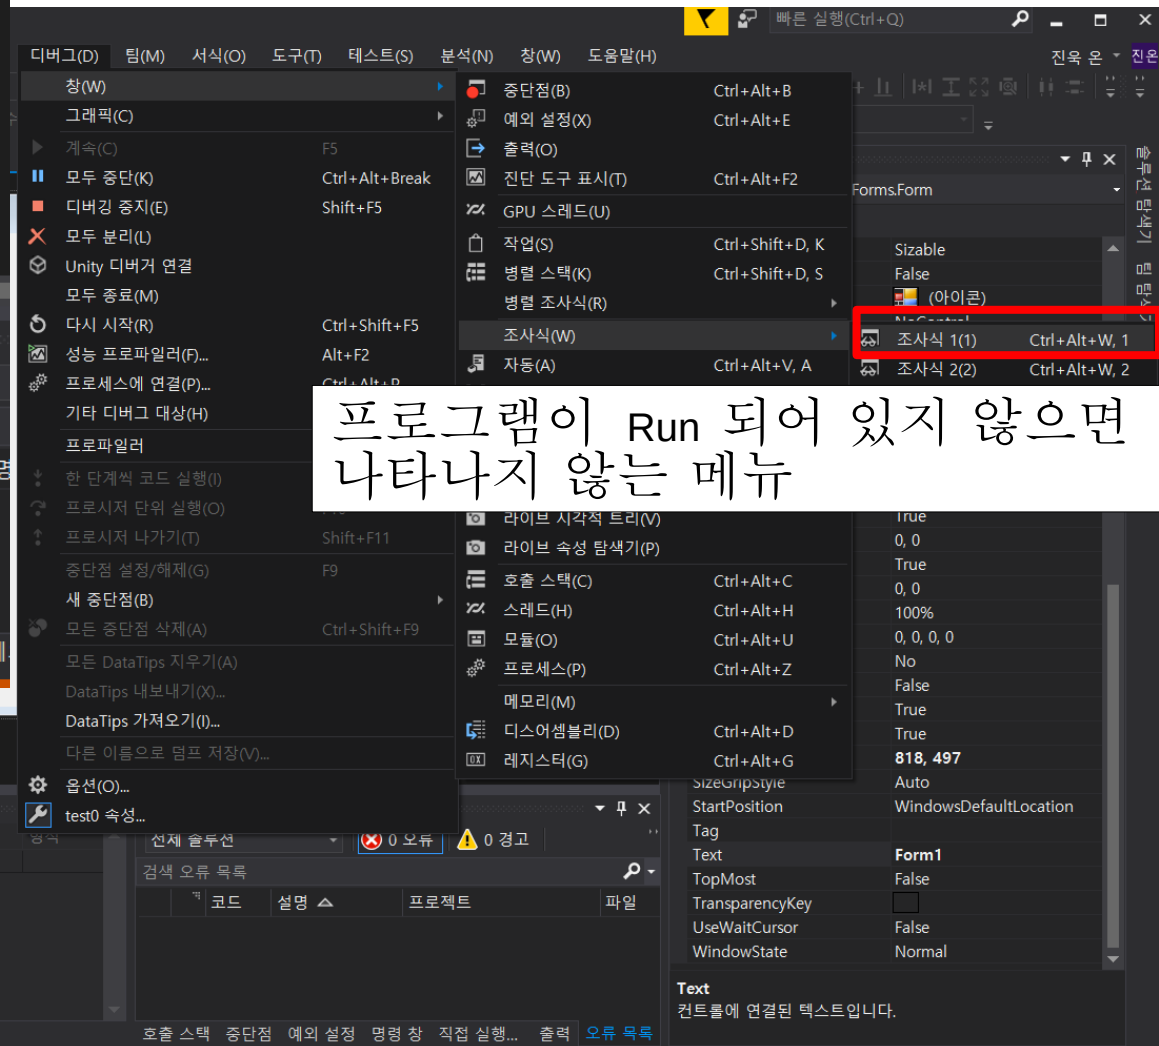 빠른 실행(Ctrl+Q)
디버그(D) 팀(M) 서식(O) 도구(T) 테스트(S) 분석(N) 창(W) 도움말(H)
진욱 온 진온
창(W)
그래픽(C)
계속(C) F5
모두 중단(K) Ctrl+Alt+Break
디버깅 중지(E) Shift+F5
모두 분리(L)
Unity 디버거 연결
모두 종료(M)
다시 시작(R) Ctrl+Shift+F5
성능 프로파일러(F)... Alt+F2
프로세스에 연결(P)... Ctrl+Alt+P
기타 디버그 대상(H)
프로파일러
한 단계씩 코드 실행(I)
프로시저 단위 실행(O)
프로시저 나가기(T) Shift+F11
중단점 설정/해제(G) F9
새 중단점(B)
모든 중단점 삭제(A) Ctrl+Shift+F9
모든 DataTips 지우기(A)
DataTips 내보내기(X)...
DataTips 가져오기(I)...
다른 이름으로 덤프 저장(V)...
옵션(O)...
test0 속성...
중단점(B) Ctrl+Alt+B
예외 설정(X) Ctrl+Alt+E
출력(O)
진단 도구 표시(T) Ctrl+Alt+F2
GPU 스레드(U)
작업(S) Ctrl+Shift+D, K
병렬 스택(K) Ctrl+Shift+D, S
병렬 조사식(R)
조사식(W)
자동(A) Ctrl+Alt+V, A
조사식 1(1) Ctrl+Alt+W, 1
조사식 2(2) Ctrl+Alt+W, 2
프로그램이 Run 되어 있지 않으면
나타나지 않는 메뉴
라이브 시각적 트리(V)
라이브 속성 탐색기(P)
호출 스택(C) Ctrl+Alt+C
스레드(H) Ctrl+Alt+H
모듈(O) Ctrl+Alt+U
프로세스(P) Ctrl+Alt+Z
메모리(M)
디스어셈블리(D) Ctrl+Alt+D
레지스터(G) Ctrl+Alt+G
Forms.Form
Sizable
False
(아이콘)
NoControl
True
0, 0
True
0, 0
100%
0, 0, 0, 0
No
False
True
True
818, 497
SizeGripStyle Auto
StartPosition WindowsDefaultLocation
Tag
Text Form1
TopMost False
TransparencyKey
UseWaitCursor False
WindowState Normal
Text
컨트롤에 연결된 텍스트입니다.
솔루션 탐색기
전체 솔루션 0 오류 0 경고
검색 오류 목록
코드 설명 프로젝트 파일
호출 스택 중단점 예외 설정 명령 창 직접 실행... 출력 오류 목록